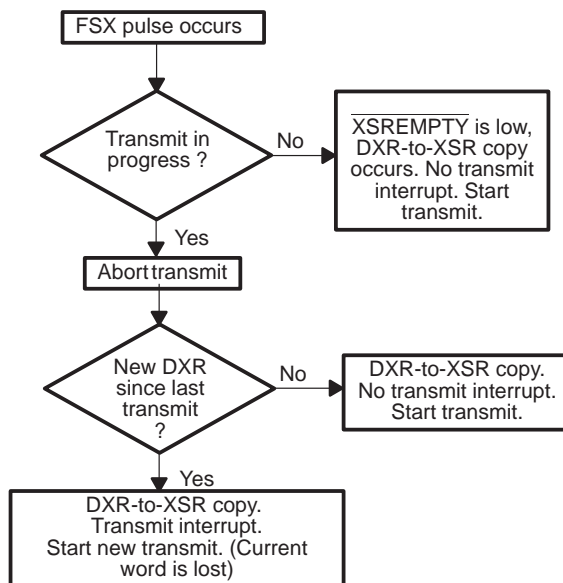 FSX pulse occurs
Transmit in
progress ?
No
XSREMPTY is low,
DXR-to-XSR copy
occurs. No transmit
interrupt. Start
transmit.
Yes
Abort transmit
New DXR
since last
transmit
?
No
DXR-to-XSR copy.
No transmit interrupt.
Start transmit.
Yes
DXR-to-XSR copy.
Transmit interrupt.
Start new transmit. (Current
word is lost)